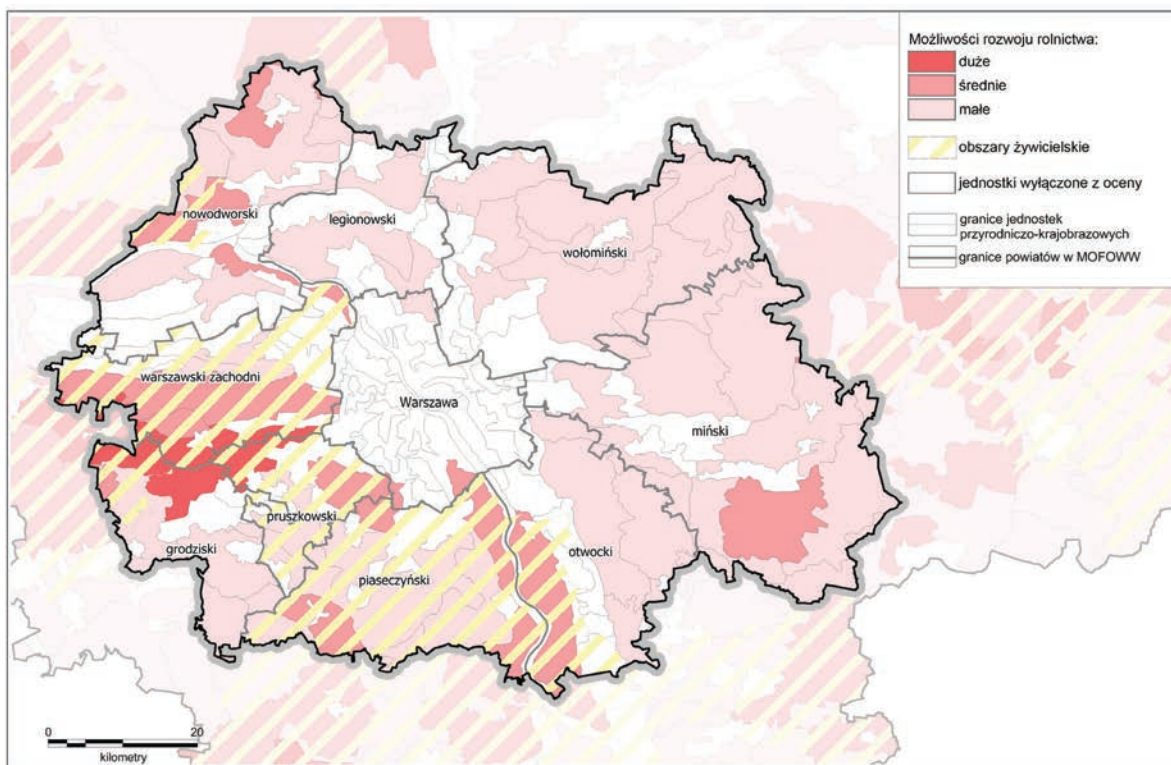 Możliwości rozwoju rolnictwa:
duże
średnie
małe
obszary żywicielskie
jednostki wyłączone z oceny
granice jednostek
przyrodniczo-krajobrazowych
granice powiatów w MOFOWW
nowodworski
legionowski
wołomiński
warszawski zachodni
Warszawa
miński
pruszkowski
grodziski
otwocki
piaseczyński
0 20
kilometry